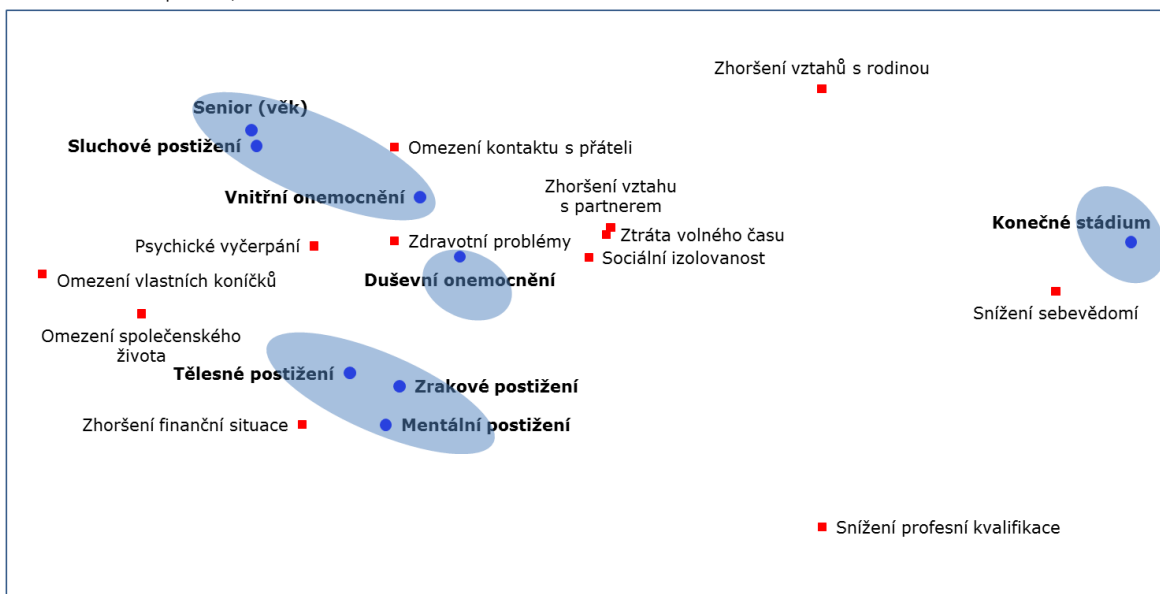 Zhoršení vztahů s rodinou
Senior (věk)
Sluchové postižení
Omezení kontaktu s přáteli
Zhoršení vztahu
s partnerem
Vnitřní onemocnění
Konečné stádium
Ztráta volného času
Zdravotní problémy
Psychické vyčerpání
Sociální izolovanost
Omezení vlastních koníčků
Duševní onemocnění
Snížení sebevědomí
Omezení společenského
života
Tělesné postižení
Zrakové postižení
Zhoršení finanční situace
Mentální postižení
Snížení profesní kvalifikace